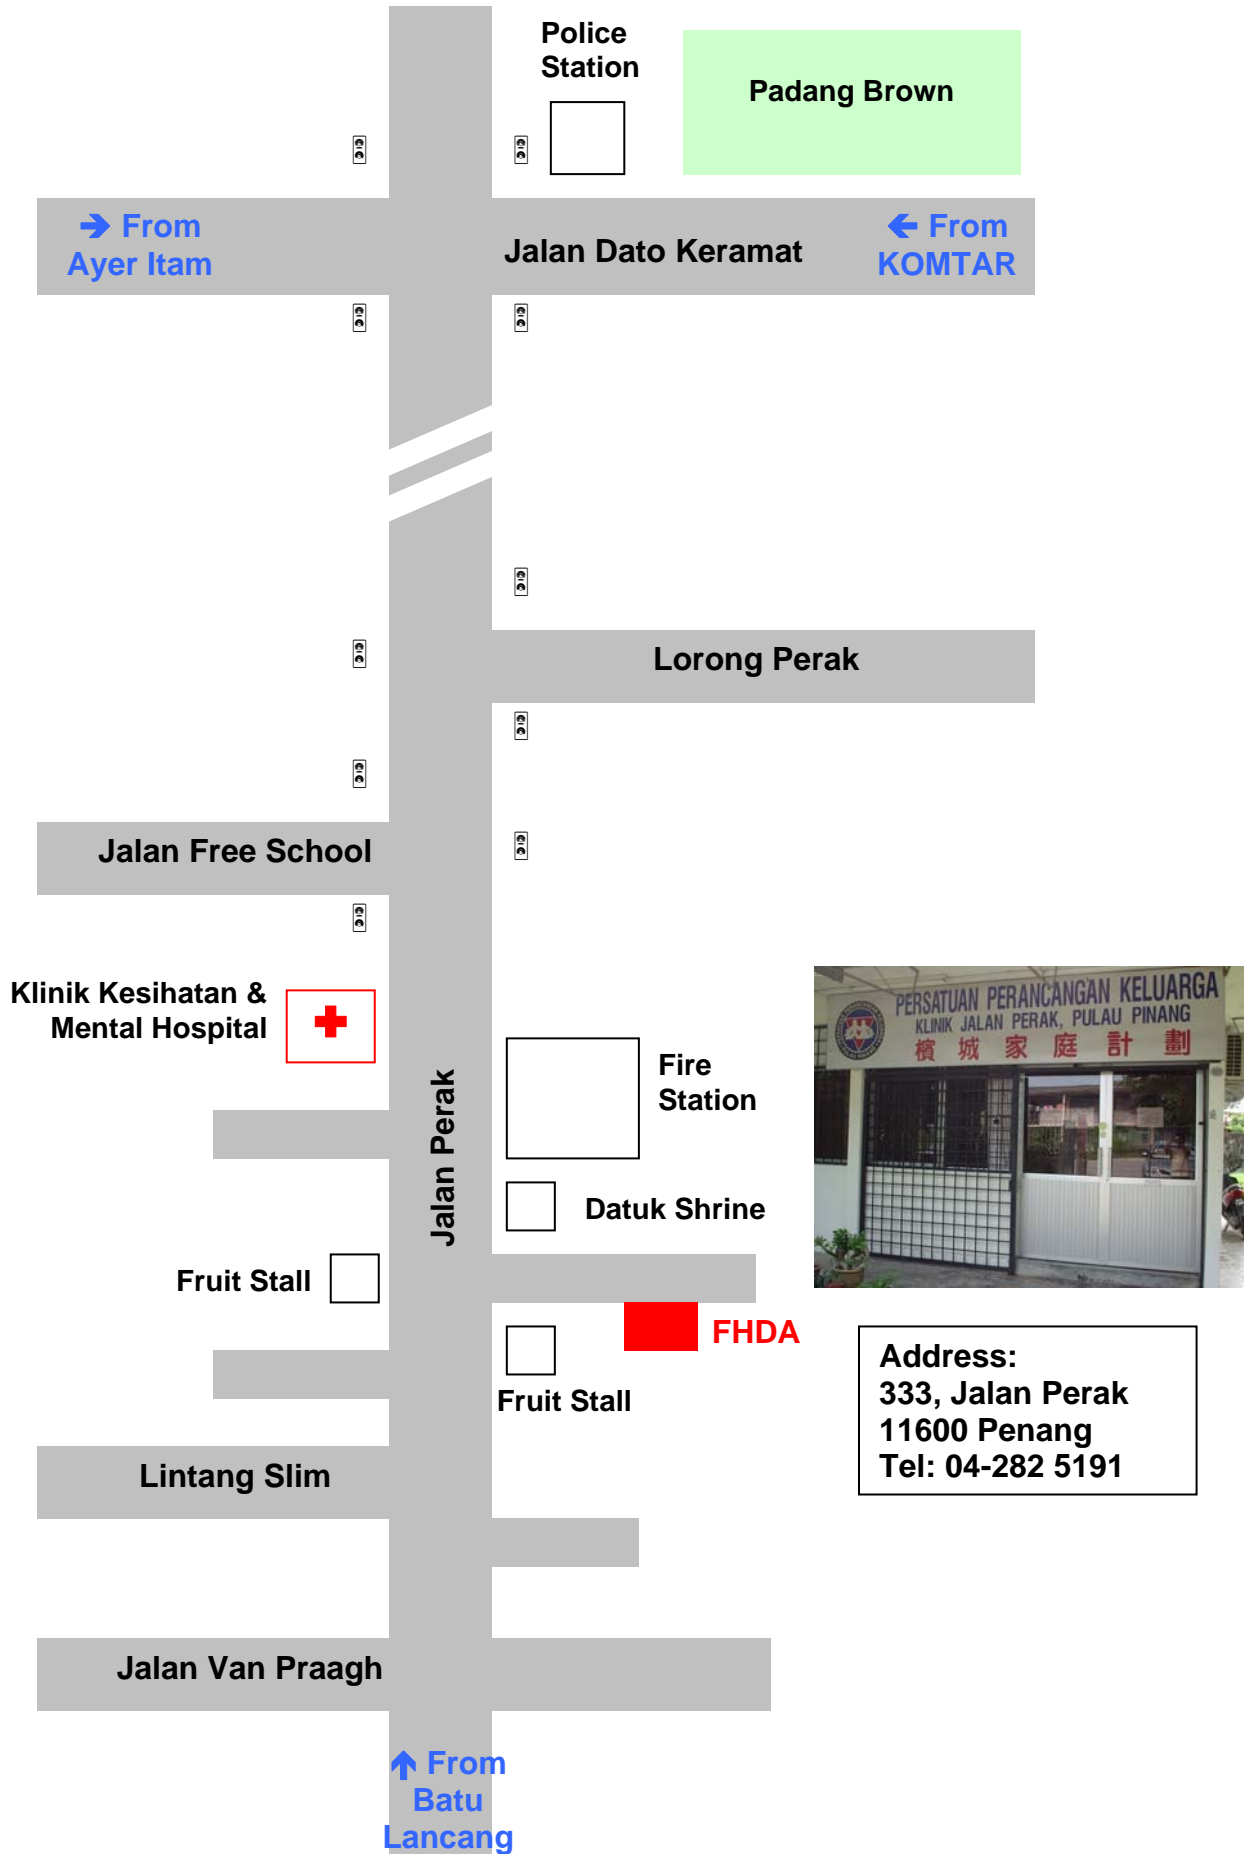 Police
Station
Padang Brown
➔ From
Ayer Itam
Jalan Dato Keramat
🡰 From
KOMTAR
Lorong Perak
Jalan Free School
Klinik Kesihatan &
Mental Hospital
Jalan Perak
Fire
Station
PERSATUAN PERANCANGAN KELUARGA
KLINIK JALAN PERAK, PULAU PINANG
檳城家庭計劃
Datuk Shrine
Fruit Stall
FHDA
Fruit Stall
Address:
333, Jalan Perak
11600 Penang
Tel: 04-282 5191
Lintang Slim
Jalan Van Praagh
🡱 From
Batu
Lancang